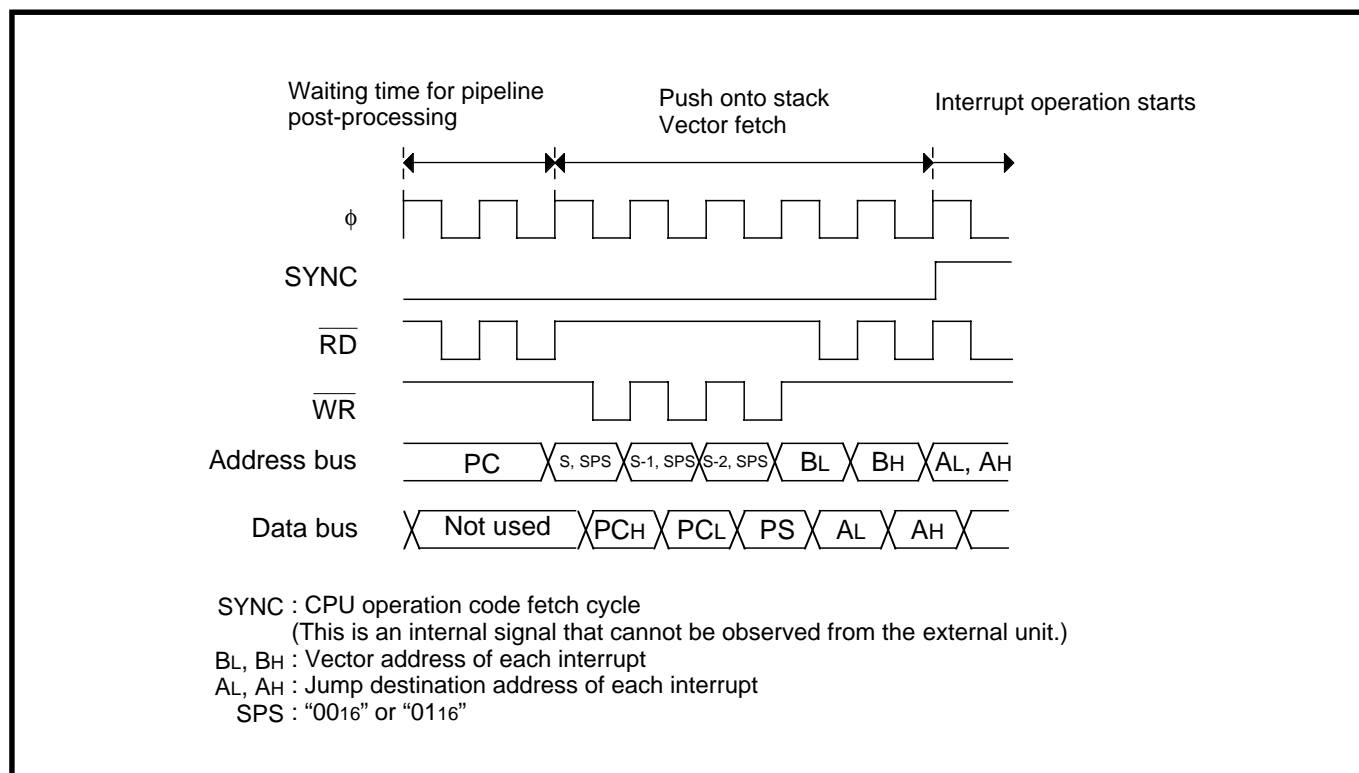 Waiting time for pipeline
post-processing
Push onto stack
Vector fetch
Interrupt operation starts
ϕ
SYNC
RD
WR
Address bus
PC
S, SPS
S-1, SPS
S-2, SPS
BL
BH
AL, AH
Data bus
Not used
PCH
PCL
PS
AL
AH
SYNC : CPU operation code fetch cycle
(This is an internal signal that cannot be observed from the external unit.)
BL, BH : Vector address of each interrupt
AL, AH : Jump destination address of each interrupt
SPS : “0016” or “0116”